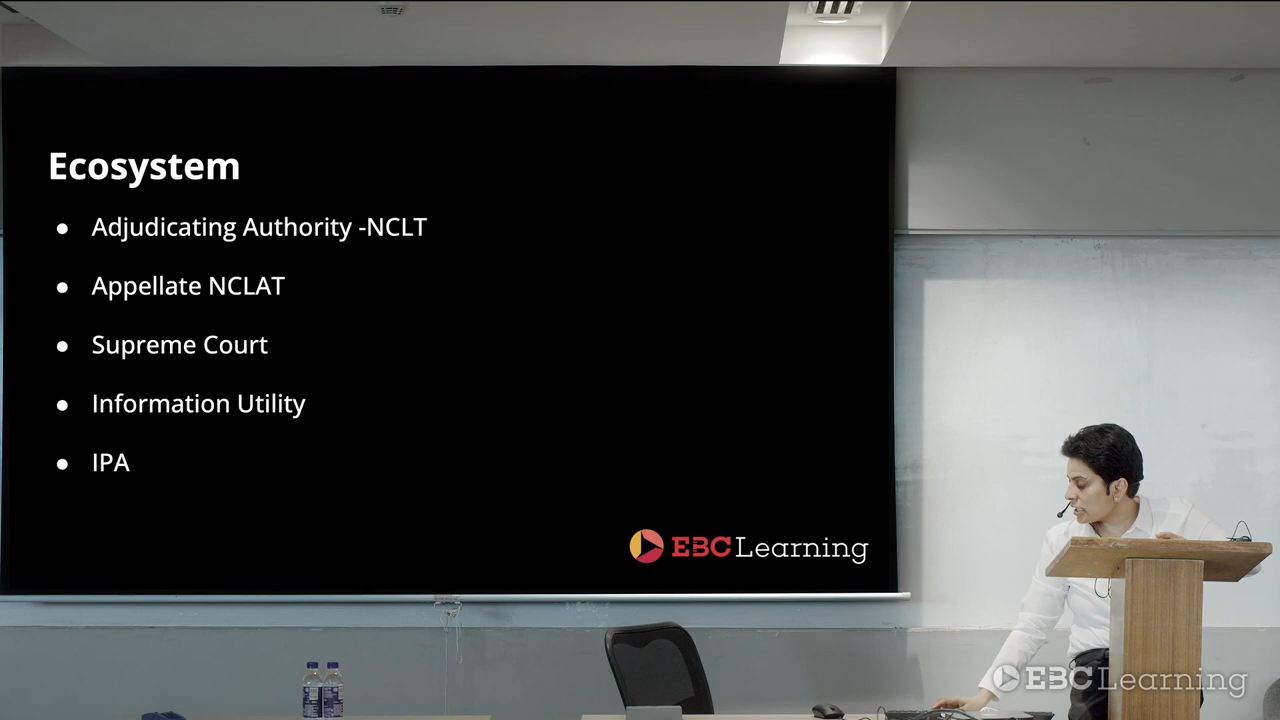 Ecosystem
● Adjudicating Authority -NCLT
● Appellate NCLAT
● Supreme Court
● Information Utility
● IPA
EBC Learning
EBC Learning